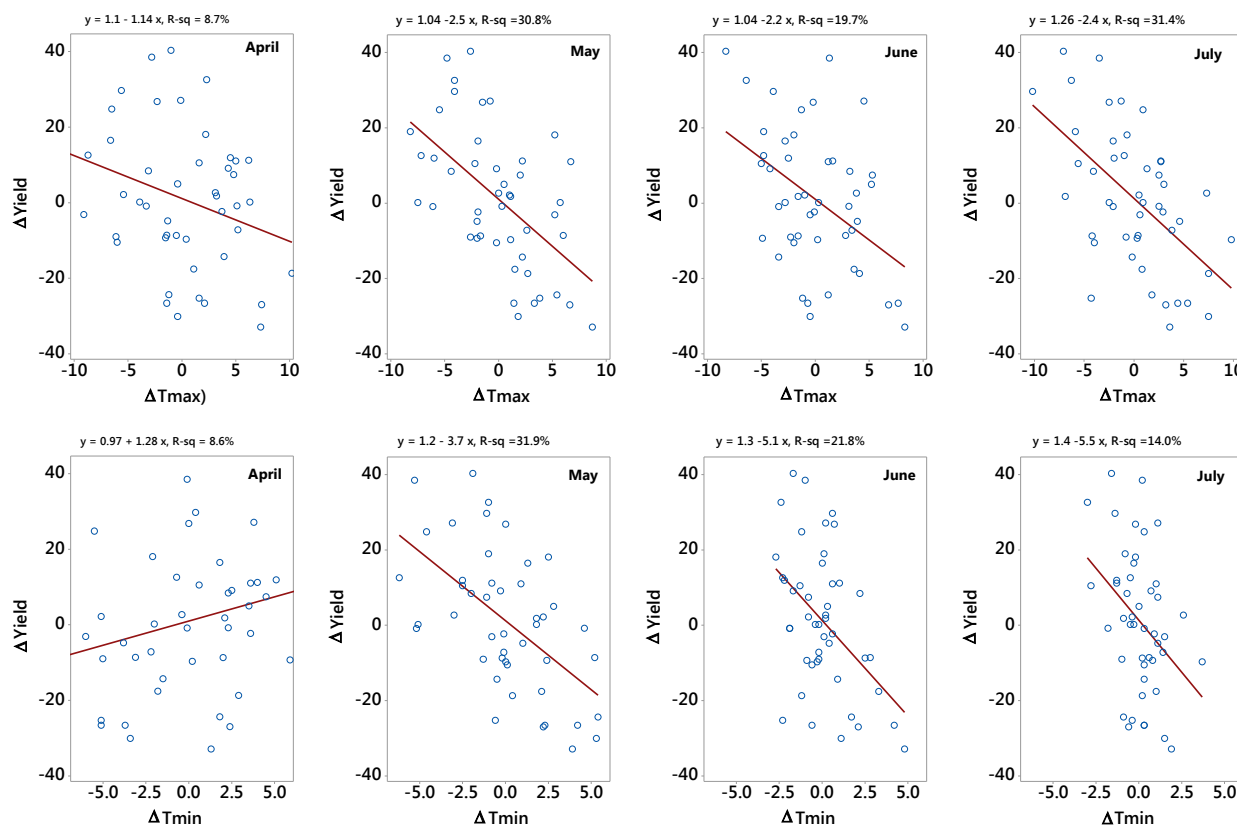 y = 1.1 - 1.14 x, R-sq = 8.7%
y = 1.04 -2.5 x, R-sq =30.8%
y = 1.04 -2.2 x, R-sq =19.7%
y = 1.26 -2.4 x, R-sq =31.4%
April
May
June
July
40
20
0
-20
-40
ΔYield
40
20
0
-20
-40
ΔYield
40
20
0
-20
-40
ΔYield
40
20
0
-20
-40
ΔYield
-10 -5 0 5 10
-10 -5 0 5 10
-10 -5 0 5 10
-10 -5 0 5 10
ΔTmax)
ΔTmax
ΔTmax
ΔTmax
y = 0.97 + 1.28 x, R-sq = 8.6%
y = 1.2 - 3.7 x, R-sq =31.9%
y = 1.3 -5.1 x, R-sq =21.8%
y = 1.4 -5.5 x, R-sq =14.0%
April
May
June
July
40
20
0
-20
-40
ΔYield
40
20
0
-20
-40
ΔYield
40
20
0
-20
-40
ΔYield
40
20
0
-20
-40
ΔYield
-5.0 -2.5 0.0 2.5 5.0
-5.0 -2.5 0.0 2.5 5.0
-5.0 -2.5 0.0 2.5 5.0
-5.0 -2.5 0.0 2.5 5.0
ΔTmin
ΔTmin
ΔTmin
ΔTmin